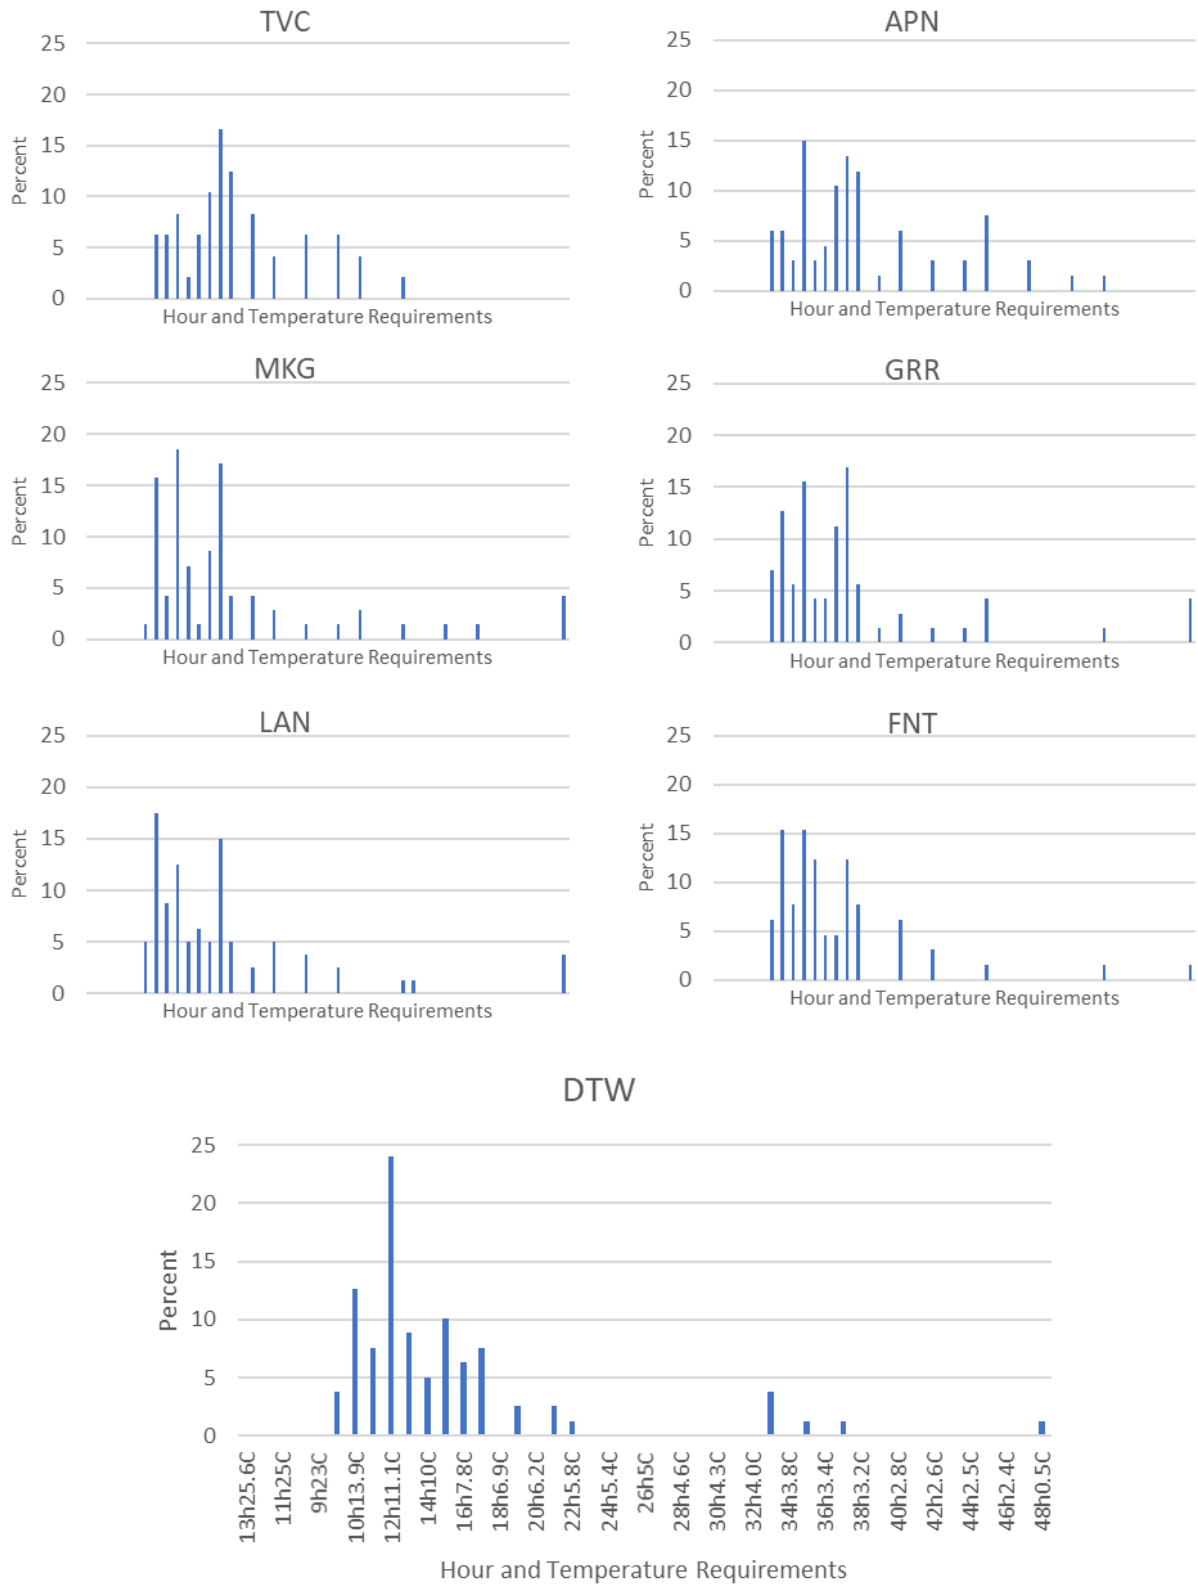 TVC
25
20
15
10
5
0
Percent
Hour and Temperature Requirements
APN
25
20
15
10
5
0
Percent
Hour and Temperature Requirements
MKG
25
20
15
10
5
0
Percent
Hour and Temperature Requirements
GRR
25
20
15
10
5
0
Percent
Hour and Temperature Requirements
LAN
25
20
15
10
5
0
Percent
Hour and Temperature Requirements
FNT
25
20
15
10
5
0
Percent
Hour and Temperature Requirements
DTW
25
20
15
10
5
0
Percent
13h25.6C
11h25C
9h23C
10h13.9C
12h11.1C
14h10C
16h7.8C
18h6.9C
20h6.2C
22h5.8C
24h5.4C
26h5C
28h4.6C
30h4.3C
32h4.0C
34h3.8C
36h3.4C
38h3.2C
40h2.8C
42h2.6C
44h2.5C
46h2.4C
48h0.5C
Hour and Temperature Requirements